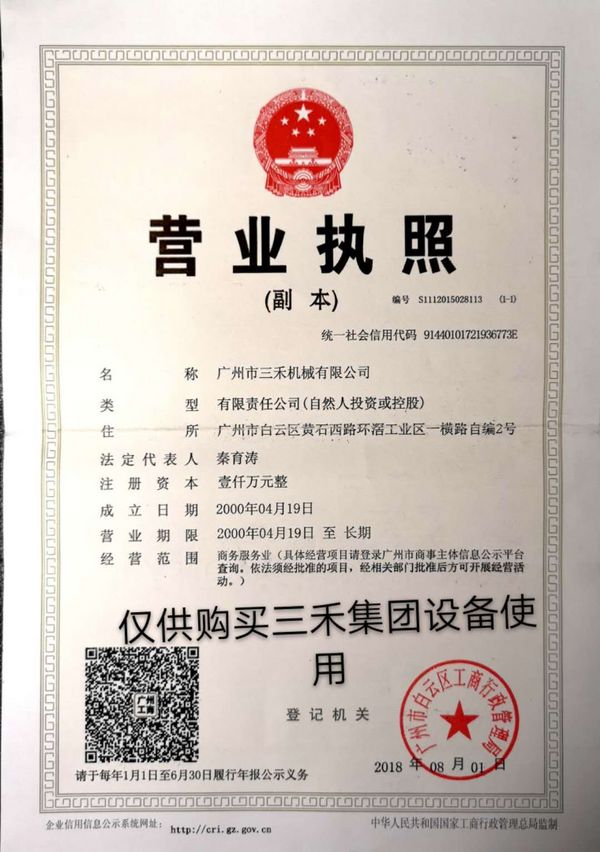 营业执照
(副 本)
编号 S1112015028113 (1-1)
统一社会信用代码 91440101721936773E
名 称 广州市三禾机械有限公司
类 型 有限责任公司(自然人投资或控股)
住 所 广州市白云区黄石西路环滘工业区一横路自编2号
法定代表人 秦育涛
注册资本 壹仟万元整
成立日期 2000年04月19日
营业期限 2000年04月19日 至 长期
经营范围 商务服务业（具体经营项目请登录广州市商事主体信息公示平台
查询。依法须经批准的项目，经相关部门批准后方可开展经营活
动。）
仅供购买三禾集团设备使
用
广州
工商
登记机关
广州市白云区工商行政管理局
2018 年 08 月 01 日
请于每年1月1日至6月30日履行年报公示义务
企业信用信息公示系统网址： http://cri.gz.gov.cn
中华人民共和国国家工商行政管理总局监制